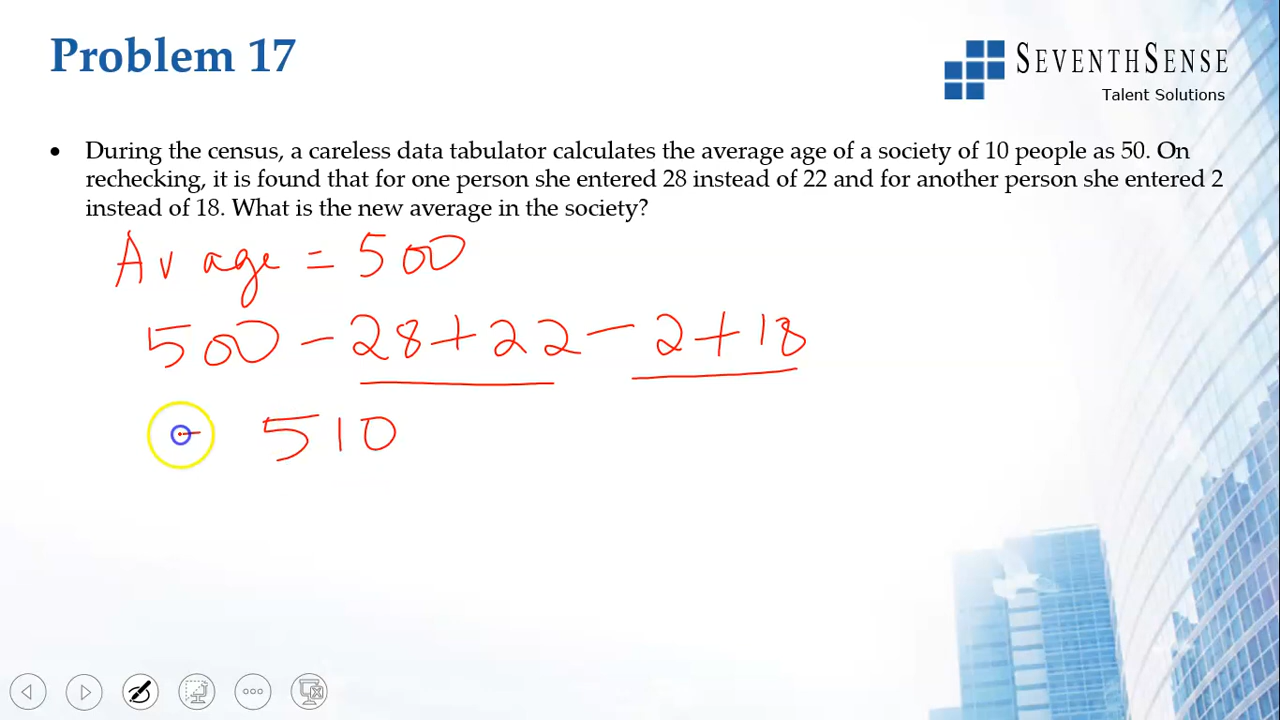 Problem 17
SEVENTHSENSE
Talent Solutions
• During the census, a careless data tabulator calculates the average age of a society of 10 people as 50. On
rechecking, it is found that for one person she entered 28 instead of 22 and for another person she entered 2
instead of 18. What is the new average in the society?
Av age = 500
500 - 28 + 22 - 2 + 18
- 510